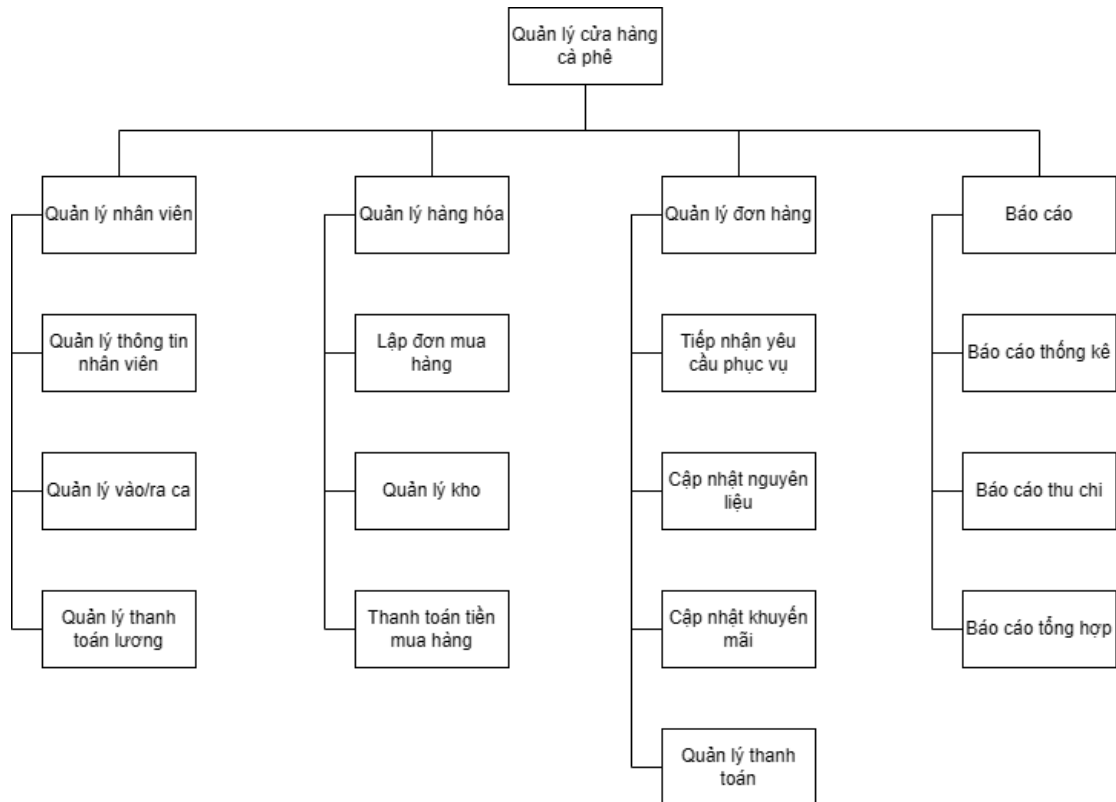 Quản lý cửa hàng
cà phê
Quản lý nhân viên
Quản lý hàng hóa
Quản lý đơn hàng
Báo cáo
Quản lý thông tin
nhân viên
Lập đơn mua
hàng
Tiếp nhận yêu
cầu phục vụ
Báo cáo thống kê
Quản lý vào/ra ca
Quản lý kho
Cập nhật nguyên
liệu
Báo cáo thu chi
Quản lý thanh
toán lương
Thanh toán tiền
mua hàng
Cập nhật khuyến
mãi
Báo cáo tổng hợp
Quản lý thanh
toán